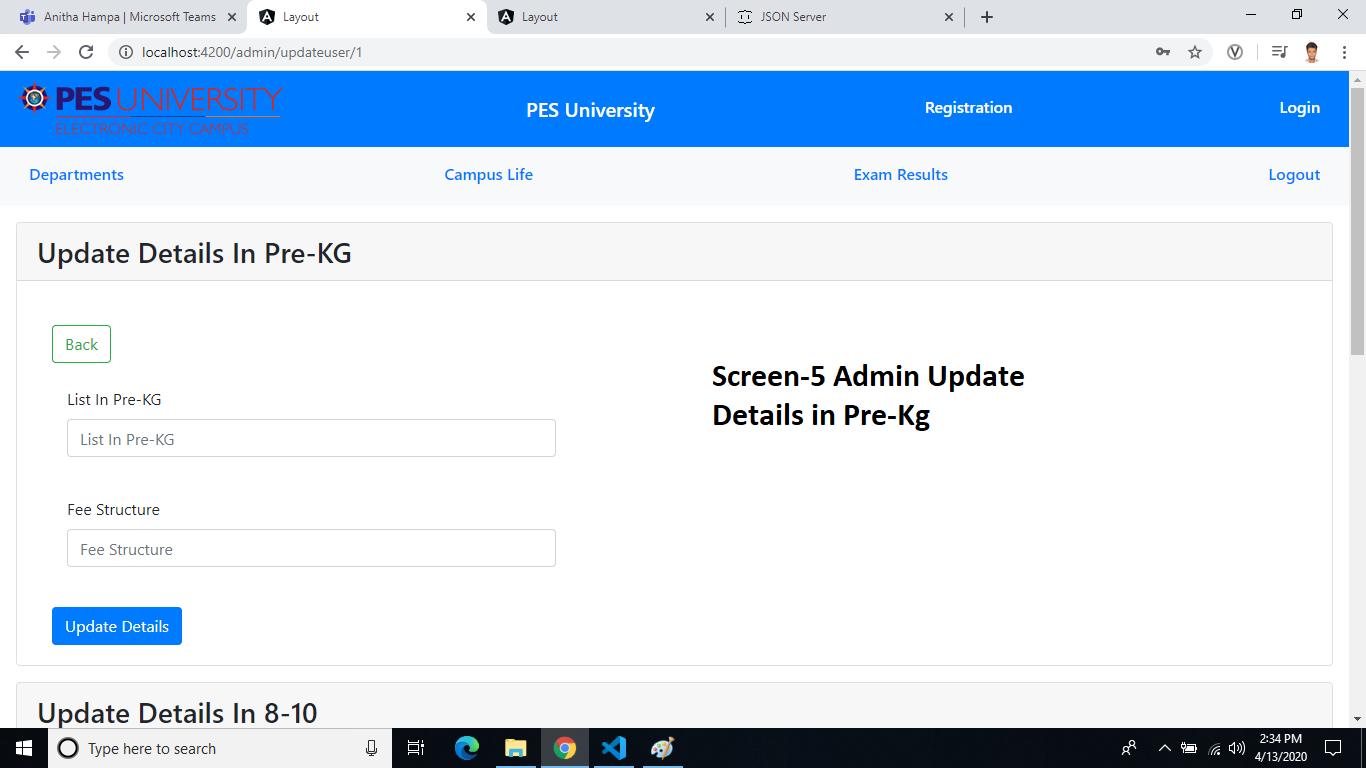 Anitha Hampa | Microsoft Teams
Layout
Layout
JSON Server
localhost:4200/admin/updateuser/1
PES UNIVERSITY
ELECTRONIC CITY CAMPUS
PES University
Registration
Login
Departments
Campus Life
Exam Results
Logout
Update Details In Pre-KG
Back
Screen-5 Admin Update
Details in Pre-Kg
List In Pre-KG
List In Pre-KG
Fee Structure
Fee Structure
Update Details
Update Details In 8-10
Type here to search
2:34 PM
4/13/2020